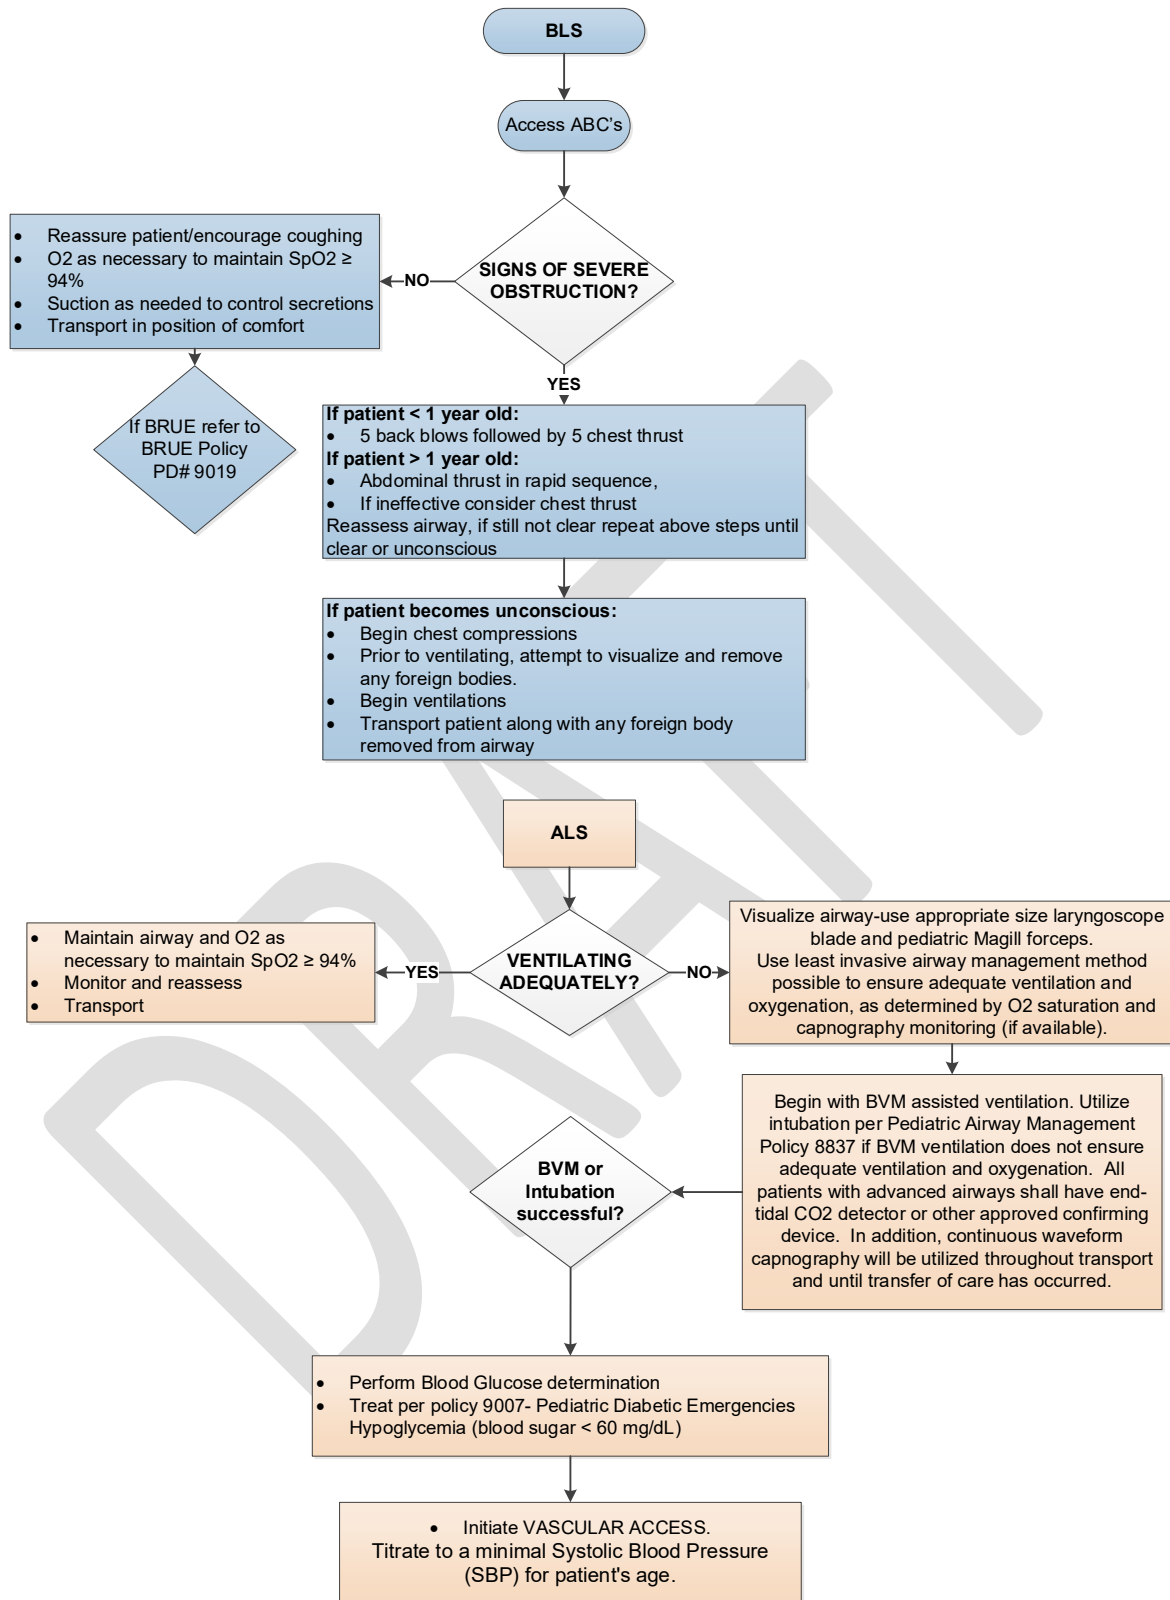 BLS
Access ABC's
SIGNS OF SEVERE
OBSTRUCTION?
NO
• Reassure patient/encourage coughing
• O2 as necessary to maintain SpO2 ≥
94%
• Suction as needed to control secretions
• Transport in position of comfort
If BRUE refer to
BRUE Policy
PD# 9019
YES
If patient < 1 year old:
• 5 back blows followed by 5 chest thrust
If patient > 1 year old:
• Abdominal thrust in rapid sequence,
• If ineffective consider chest thrust
Reassess airway, if still not clear repeat above steps until
clear or unconscious
If patient becomes unconscious:
• Begin chest compressions
• Prior to ventilating, attempt to visualize and remove
any foreign bodies.
• Begin ventilations
• Transport patient along with any foreign body
removed from airway
ALS
VENTILATING
ADEQUATELY?
YES
• Maintain airway and O2 as
necessary to maintain SpO2 ≥ 94%
• Monitor and reassess
• Transport
NO
Visualize airway-use appropriate size laryngoscope
blade and pediatric Magill forceps.
Use least invasive airway management method
possible to ensure adequate ventilation and
oxygenation, as determined by O2 saturation and
capnography monitoring (if available).
Begin with BVM assisted ventilation. Utilize
intubation per Pediatric Airway Management
Policy 8837 if BVM ventilation does not ensure
adequate ventilation and oxygenation. All
patients with advanced airways shall have end-
tidal CO2 detector or other approved confirming
device. In addition, continuous waveform
capnography will be utilized throughout transport
and until transfer of care has occurred.
BVM or
Intubation
successful?
• Perform Blood Glucose determination
• Treat per policy 9007- Pediatric Diabetic Emergencies
Hypoglycemia (blood sugar < 60 mg/dL)
• Initiate VASCULAR ACCESS.
Titrate to a minimal Systolic Blood Pressure
(SBP) for patient's age.
DRAFT